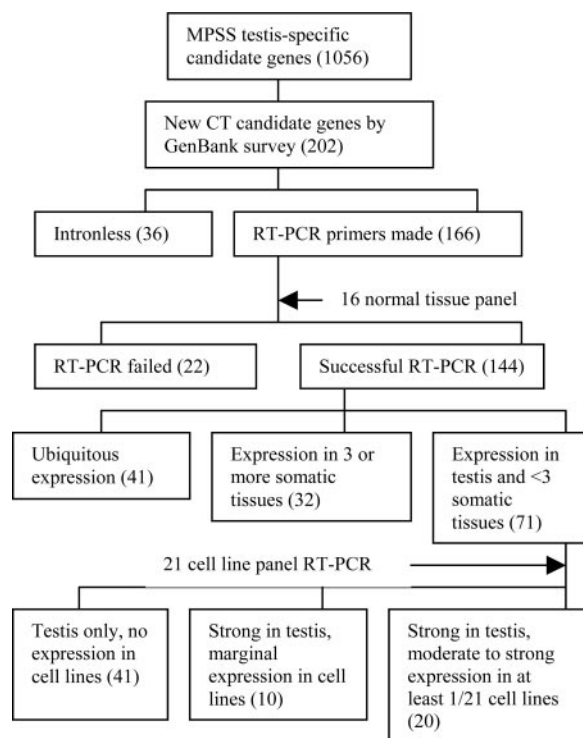 MPSS testis-specific
candidate genes (1056)
New CT candidate genes by
GenBank survey (202)
Intronless (36)
RT-PCR primers made (166)
16 normal tissue panel
RT-PCR failed (22)
Successful RT-PCR (144)
Ubiquitous
expression (41)
Expression in 3 or
more somatic
tissues (32)
Expression in
testis and <3
somatic
tissues (71)
21 cell line panel RT-PCR
Testis only, no
expression in
cell lines (41)
Strong in testis,
marginal
expression in cell
lines (10)
Strong in testis,
moderate to strong
expression in at
least 1/21 cell lines
(20)